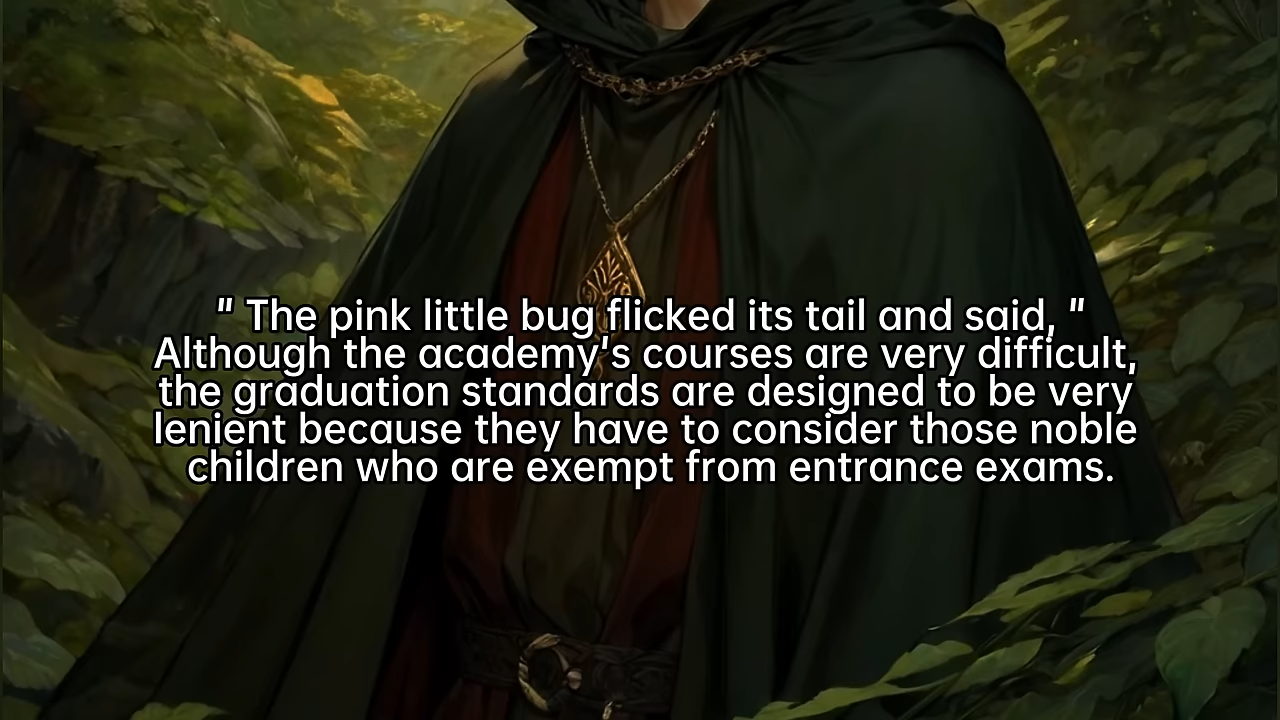 " The pink little bug flicked its tail and said, "
Although the academy's courses are very difficult,
the graduation standards are designed to be very
lenient because they have to consider those noble
children who are exempt from entrance exams.